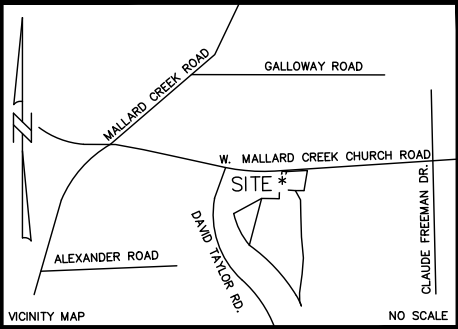 MALLARD CREEK ROAD
GALLOWAY ROAD
N
W. MALLARD CREEK CHURCH ROAD
SITE *
CLAUDE FREEMAN DR.
DAVID TAYLOR RD.
ALEXANDER ROAD
VICINITY MAP
NO SCALE